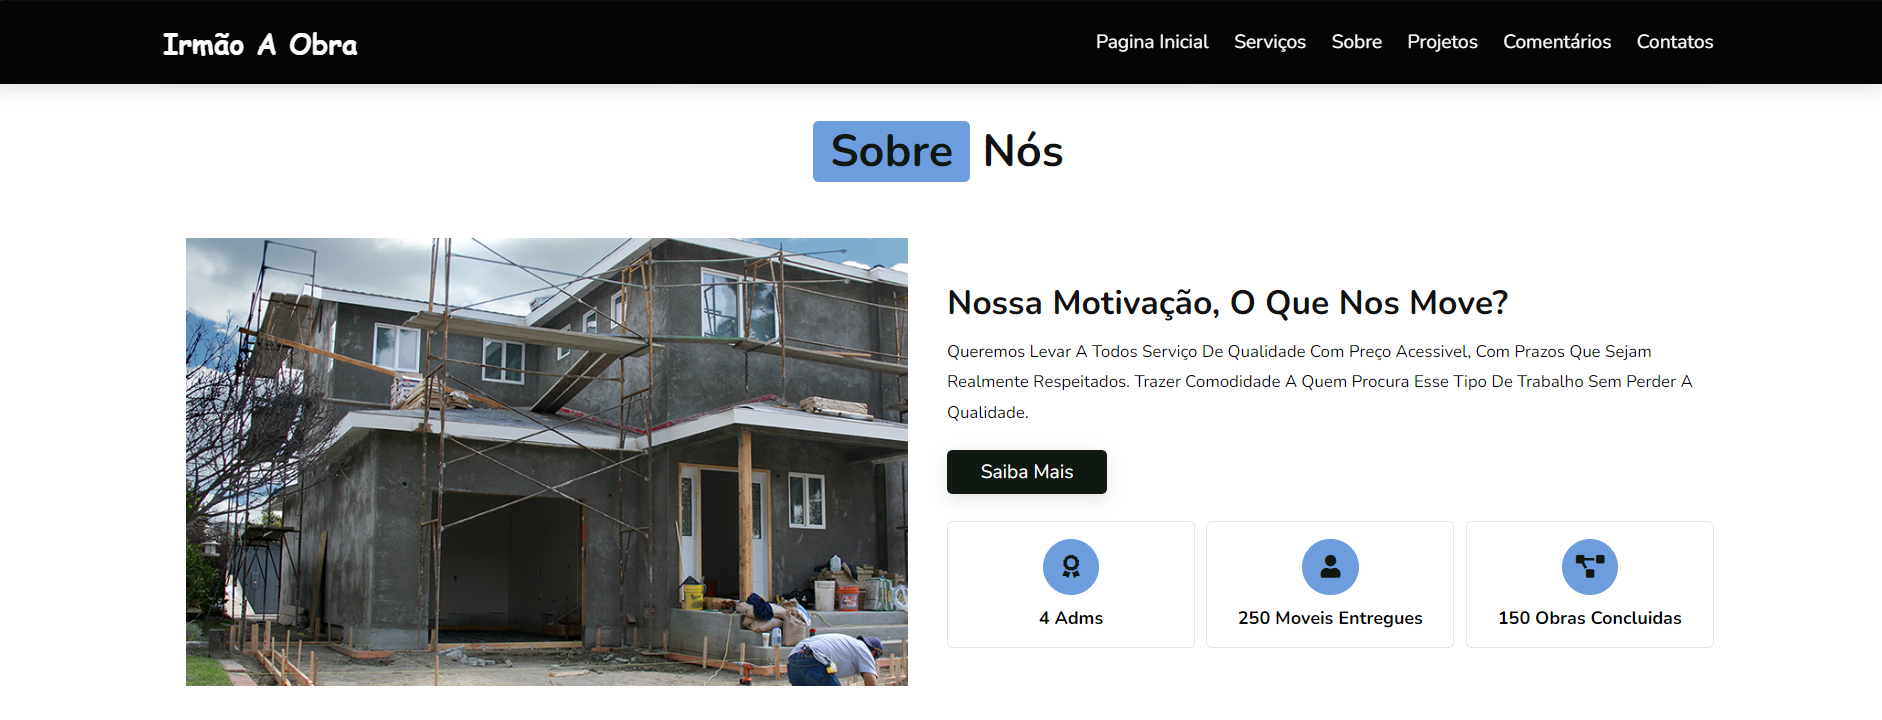 Irmão A Obra
Pagina Inicial Serviços Sobre Projetos Comentários Contatos
Sobre Nós
Nossa Motivação, O Que Nos Move?
Queremos Levar A Todos Serviço De Qualidade Com Preço Acessivel, Com Prazos Que Sejam
Realmente Respeitados. Trazer Comodidade A Quem Procura Esse Tipo De Trabalho Sem Perder A
Qualidade.
Saiba Mais
4 Adms
250 Moveis Entregues
150 Obras Concluidas